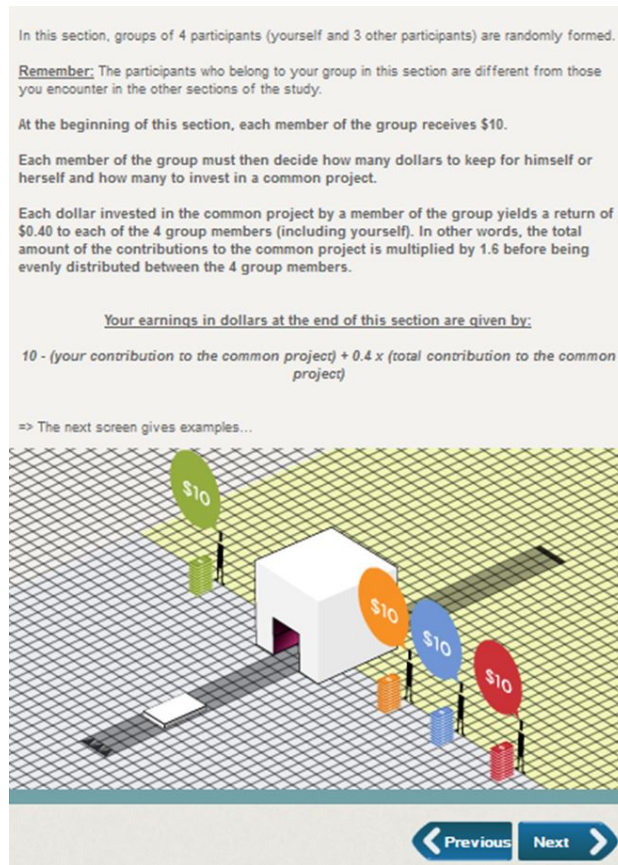 In this section, groups of 4 participants (yourself and 3 other participants) are randomly formed.
Remember: The participants who belong to your group in this section are different from those
you encounter in the other sections of the study.
At the beginning of this section, each member of the group receives $10.
Each member of the group must then decide how many dollars to keep for himself or
herself and how many to invest in a common project.
Each dollar invested in the common project by a member of the group yields a return of
$0.40 to each of the 4 group members (including yourself). In other words, the total
amount of the contributions to the common project is multiplied by 1.6 before being
evenly distributed between the 4 group members.
Your earnings in dollars at the end of this section are given by:
10 - (your contribution to the common project) + 0.4 x (total contribution to the common
project)
=> The next screen gives examples...
$10
$10
$10
$10
Previous
Next